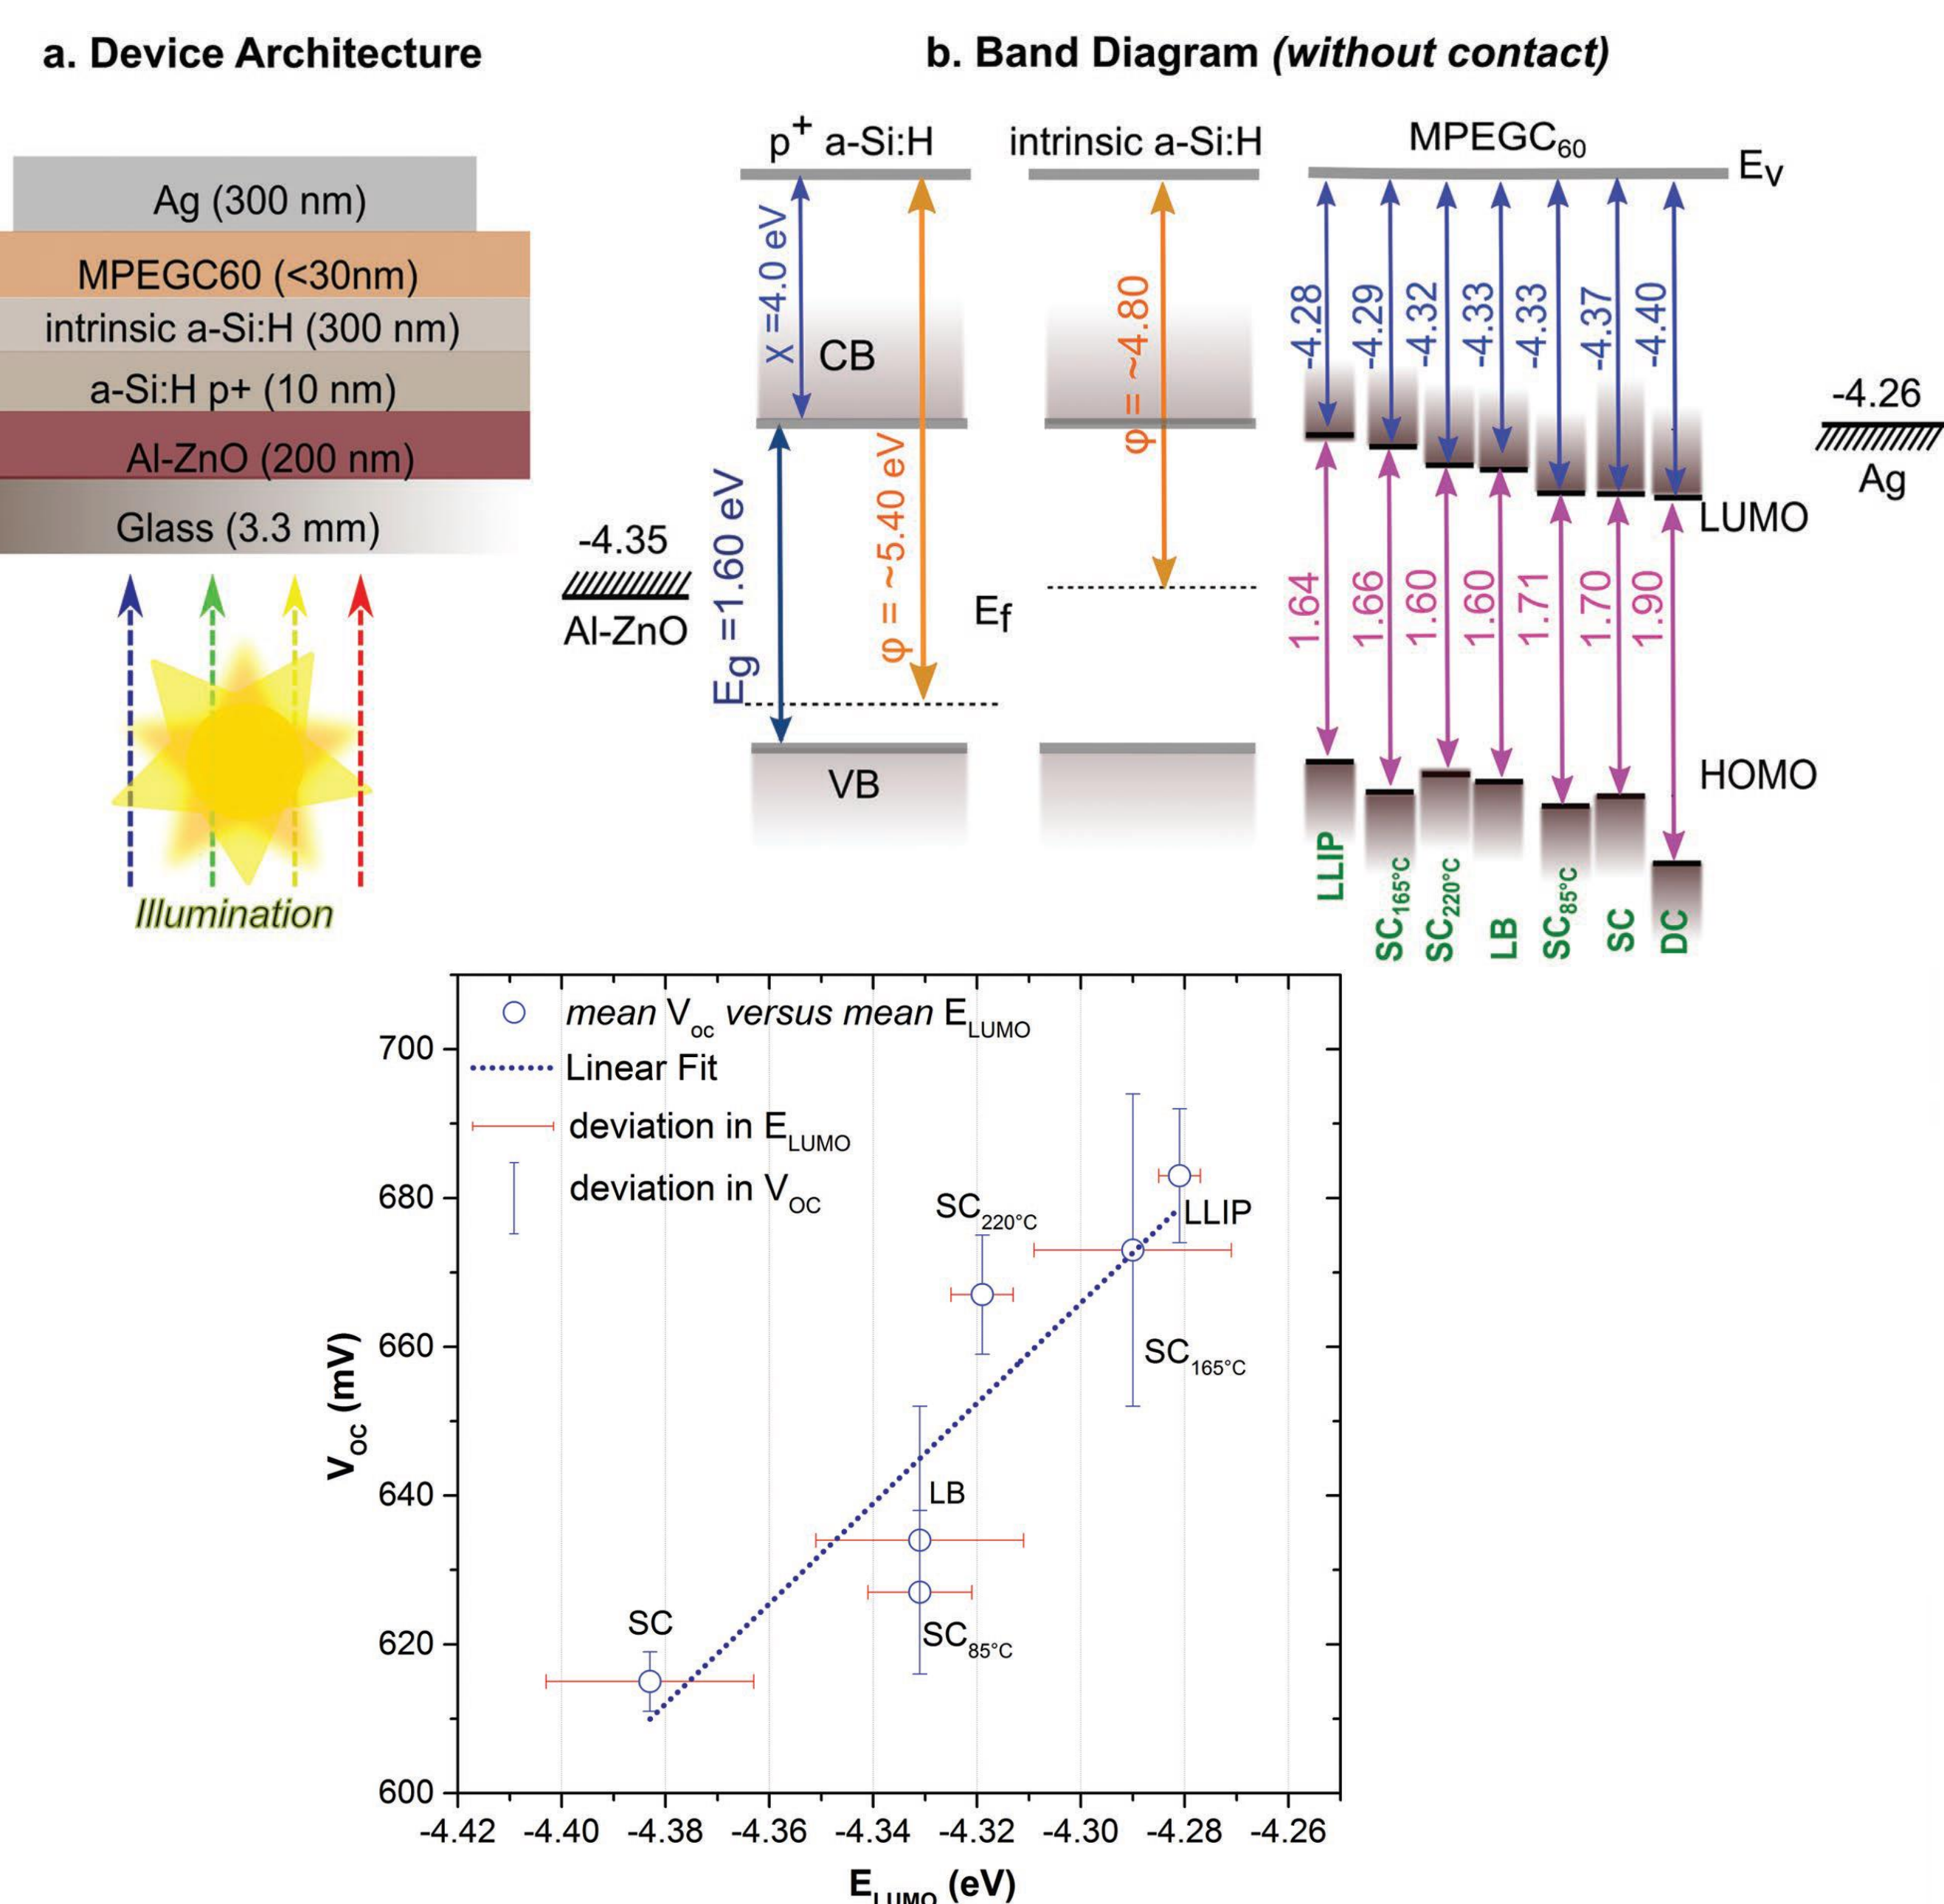 a. Device Architecture
Ag (300 nm)
MPEGC60 (<30nm)
intrinsic a-Si:H (300 nm)
a-Si:H p+ (10 nm)
Al-ZnO (200 nm)
Glass (3.3 mm)
Illumination
b. Band Diagram (without contact)
p⁺ a-Si:H
intrinsic a-Si:H
MPEGC₆₀
Eᵥ
χ =4.0 eV
CB
φ = ~4.80
-4.28
-4.29
-4.32
-4.33
-4.33
-4.37
-4.40
-4.26
Ag
LUMO
-4.35
Al-ZnO
Eg =1.60 eV
φ = ~5.40 eV
Ef
1.64
1.66
1.60
1.60
1.71
1.70
1.90
VB
HOMO
LLIP
SC165°C
SC220°C
LB
SC85°C
SC
DC
mean Voc versus mean ELUMO
Linear Fit
deviation in ELUMO
deviation in VOC
700
680
660
640
620
600
Voc (mV)
SC220°C
LLIP
SC165°C
LB
SC85°C
SC
-4.42 -4.40 -4.38 -4.36 -4.34 -4.32 -4.30 -4.28 -4.26
ELUMO (eV)